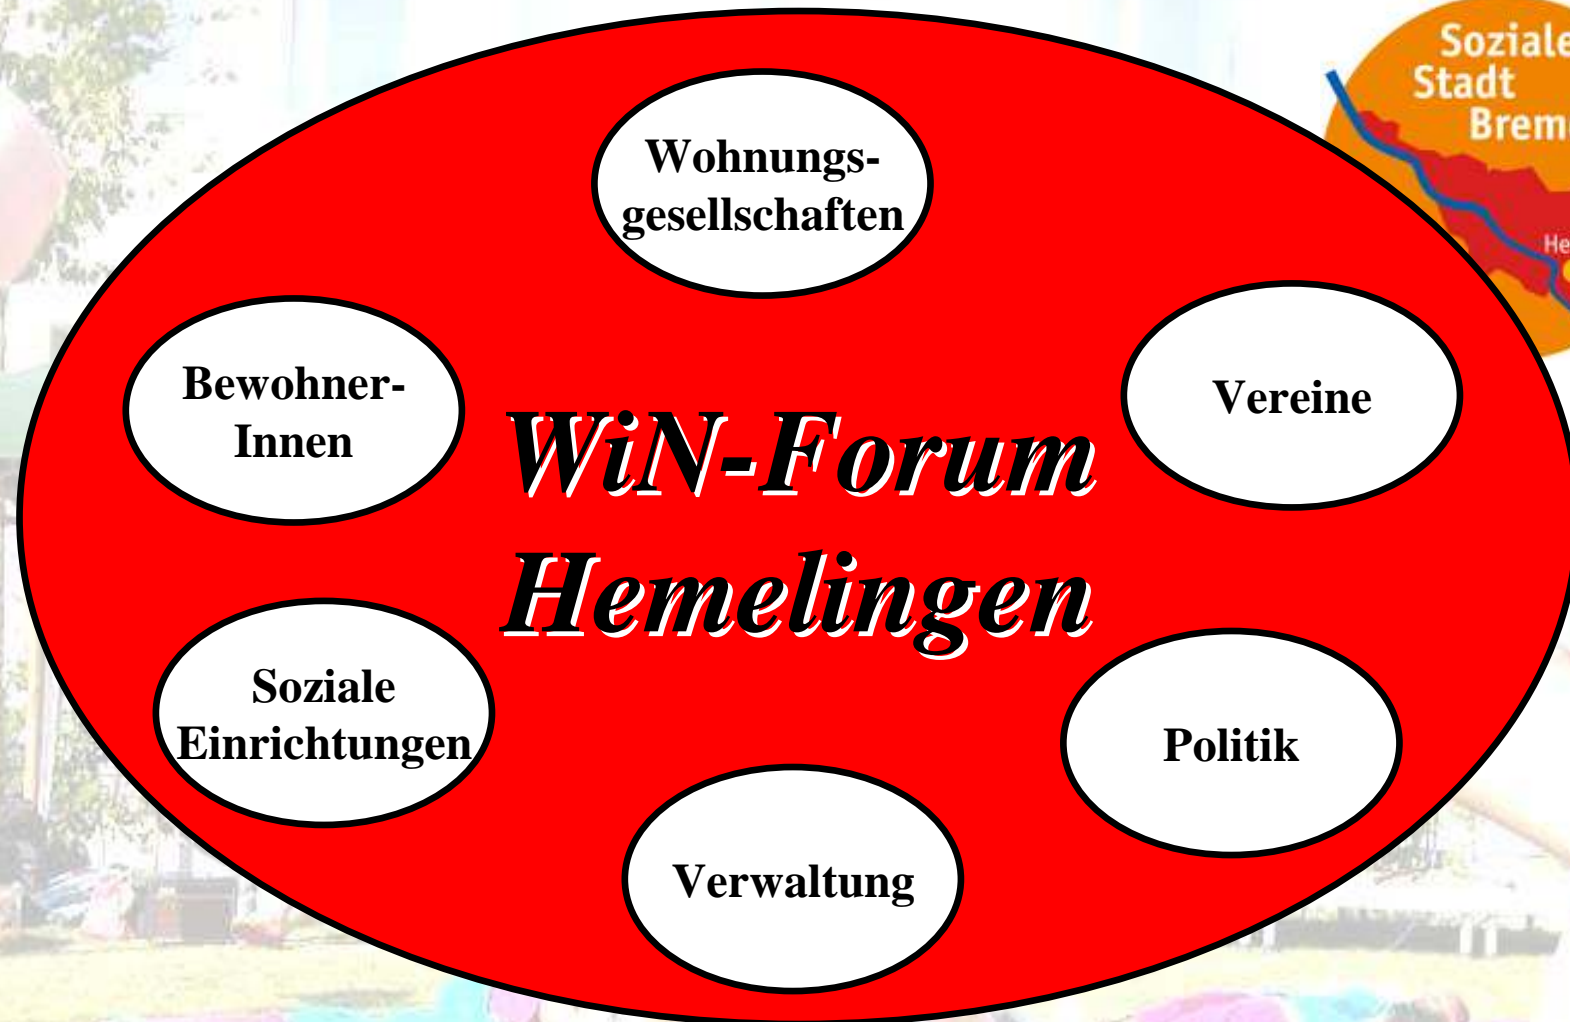 Soziale
Stadt
Wohnungs-
gesellschaften
Bewohner-
Innen
Vereine
WiN-Forum
Hemelingen
Soziale
Einrichtungen
Politik
Verwaltung